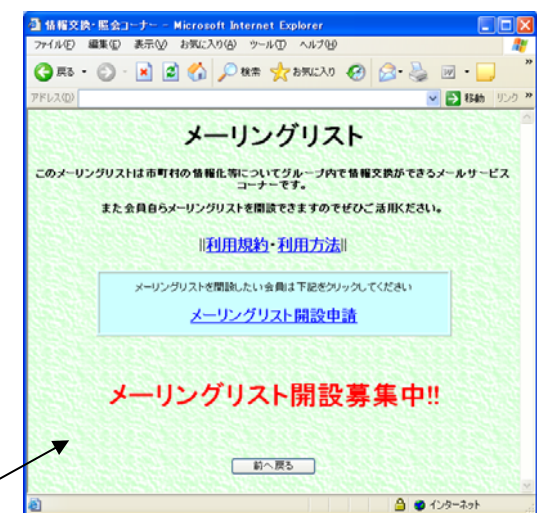 情報交換・照会コーナー - Microsoft Internet Explorer
ファイル(F) 編集(E) 表示(V) お気に入り(A) ツール(T) ヘルプ(H)
戻る 検索 お気に入り
アドレス(D) 移動 リンク
メーリングリスト
このメーリングリストは市町村の情報化等についてグループ内で情報交換ができるメールサービス
コーナーです。
また会員自らメーリングリストを開設できますのでぜひご活用ください。
||利用規約・利用方法||
メーリングリストを開設したい会員は下記をクリックしてください
メーリングリスト開設申請
メーリングリスト開設募集中!!
前へ戻る
インターネット